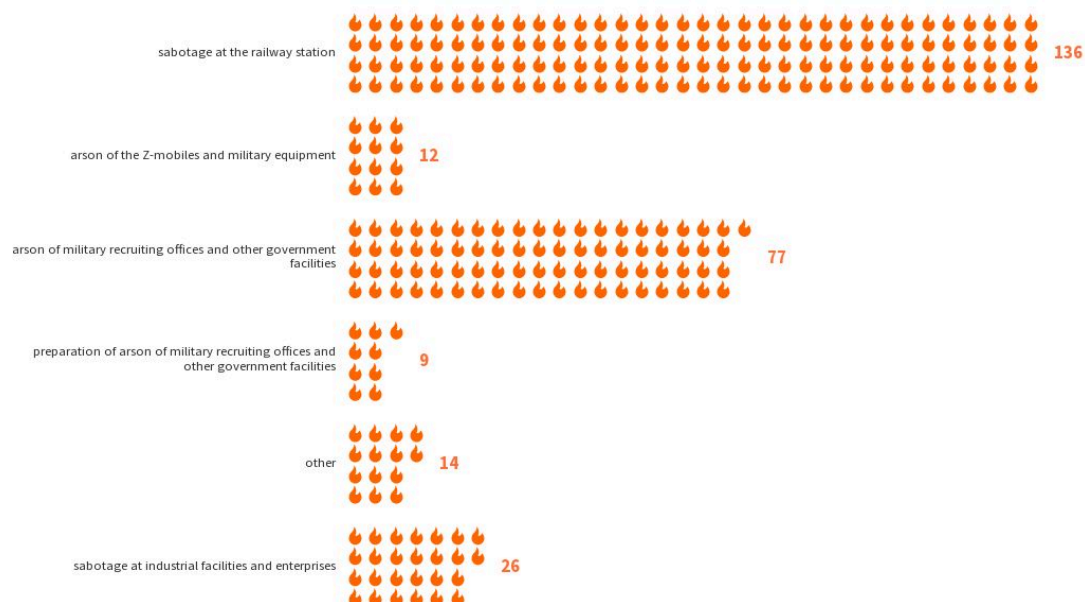 sabotage at the railway station
136
arson of the Z-mobiles and military equipment
12
arson of military recruiting offices and other government
facilities
77
preparation of arson of military recruiting offices and
other government facilities
9
other
14
sabotage at industrial facilities and enterprises
26